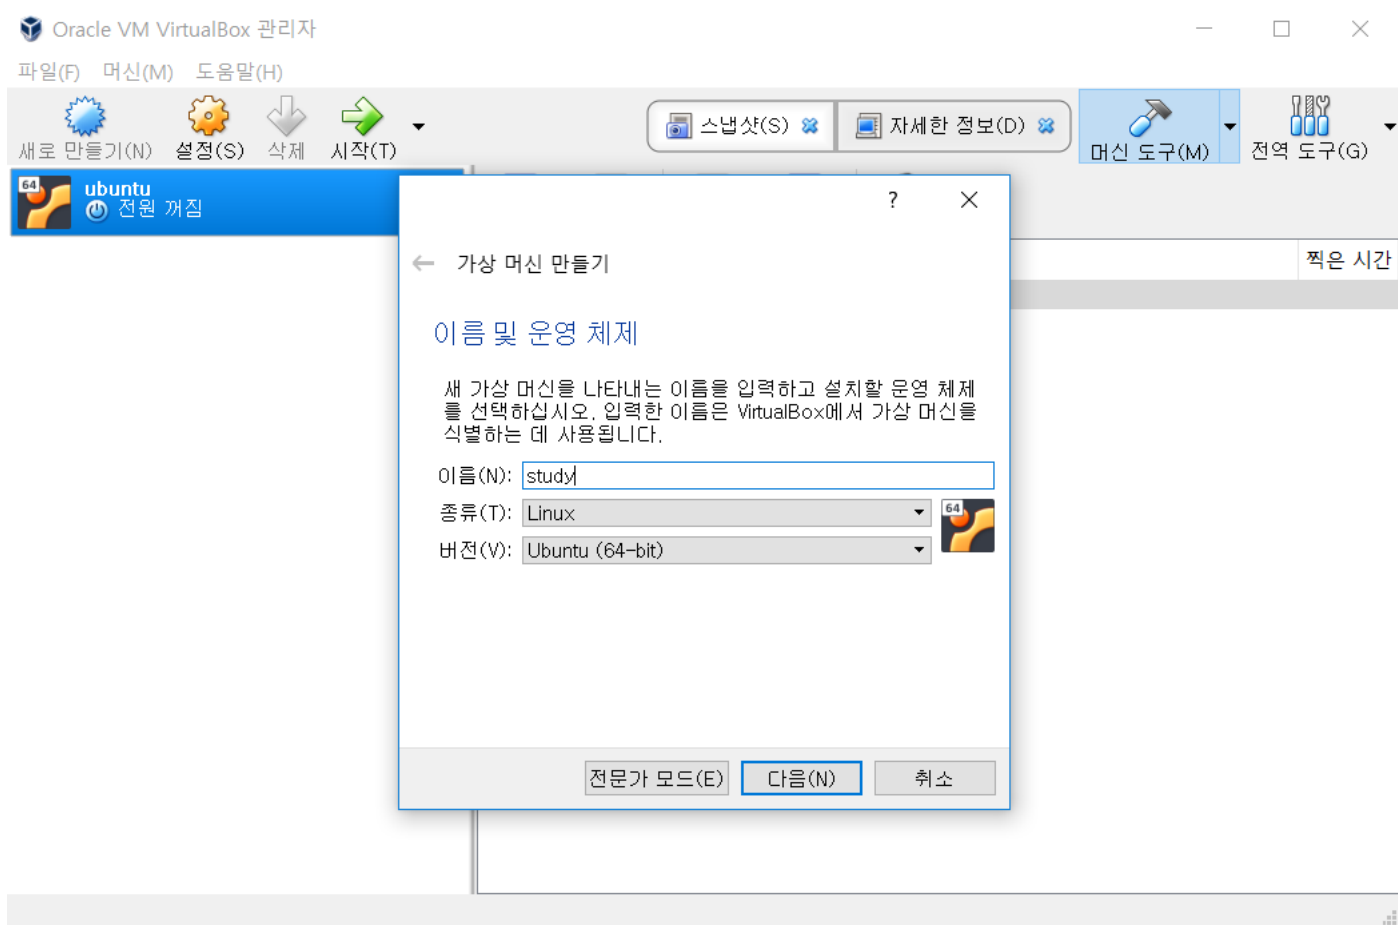 Oracle VM VirtualBox 관리자
파일(F) 머신(M) 도움말(H)
새로 만들기(N) 설정(S) 삭제 시작(T) 스냅샷(S) 자세한 정보(D) 머신 도구(M) 전역 도구(G)
64 ubuntu
전원 꺼짐
?
찍은 시간
가상 머신 만들기
이름 및 운영 체제
새 가상 머신을 나타내는 이름을 입력하고 설치할 운영 체제
를 선택하십시오. 입력한 이름은 VirtualBox에서 가상 머신을
식별하는 데 사용됩니다.
이름(N): study
종류(T): Linux
64
버전(V): Ubuntu (64-bit)
전문가 모드(E) 다음(N) 취소